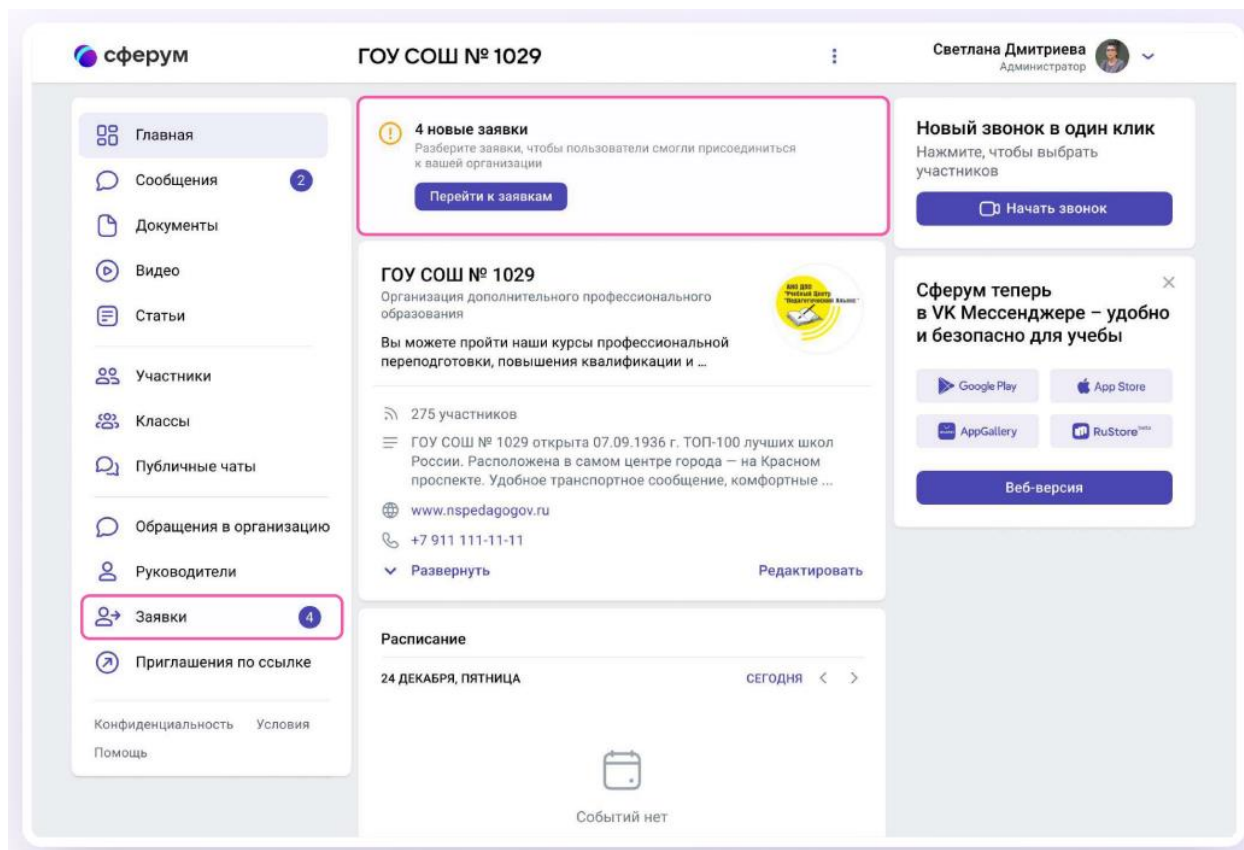 сферум
ГОУ СОШ № 1029
Светлана Дмитриева
Администратор
Главная
Сообщения 2
Документы
Видео
Статьи
Участники
Классы
Публичные чаты
Обращения в организацию
Руководители
Заявки 4
Приглашения по ссылке
Конфиденциальность Условия
Помощь
4 новые заявки
Разберите заявки, чтобы пользователи смогли присоединиться
к вашей организации
Перейти к заявкам
ГОУ СОШ № 1029
Организация дополнительного профессионального
образования
Вы можете пройти наши курсы профессиональной
переподготовки, повышения квалификации и ...
АНО ДПО
"Учебный Центр
275 участников
ГОУ СОШ № 1029 открыта 07.09.1936 г. ТОП-100 лучших школ
России. Расположена в самом центре города — на Красном
проспекте. Удобное транспортное сообщение, комфортные ...
www.nspedagogov.ru
+7 911 111-11-11
Развернуть Редактировать
Расписание
24 ДЕКАБРЯ, ПЯТНИЦА СЕГОДНЯ
Событий нет
Новый звонок в один клик
Нажмите, чтобы выбрать
участников
Начать звонок
Сферум теперь
в VK Мессенджере – удобно
и безопасно для учебы
Google Play App Store
AppGallery RuStore beta
Веб-версия